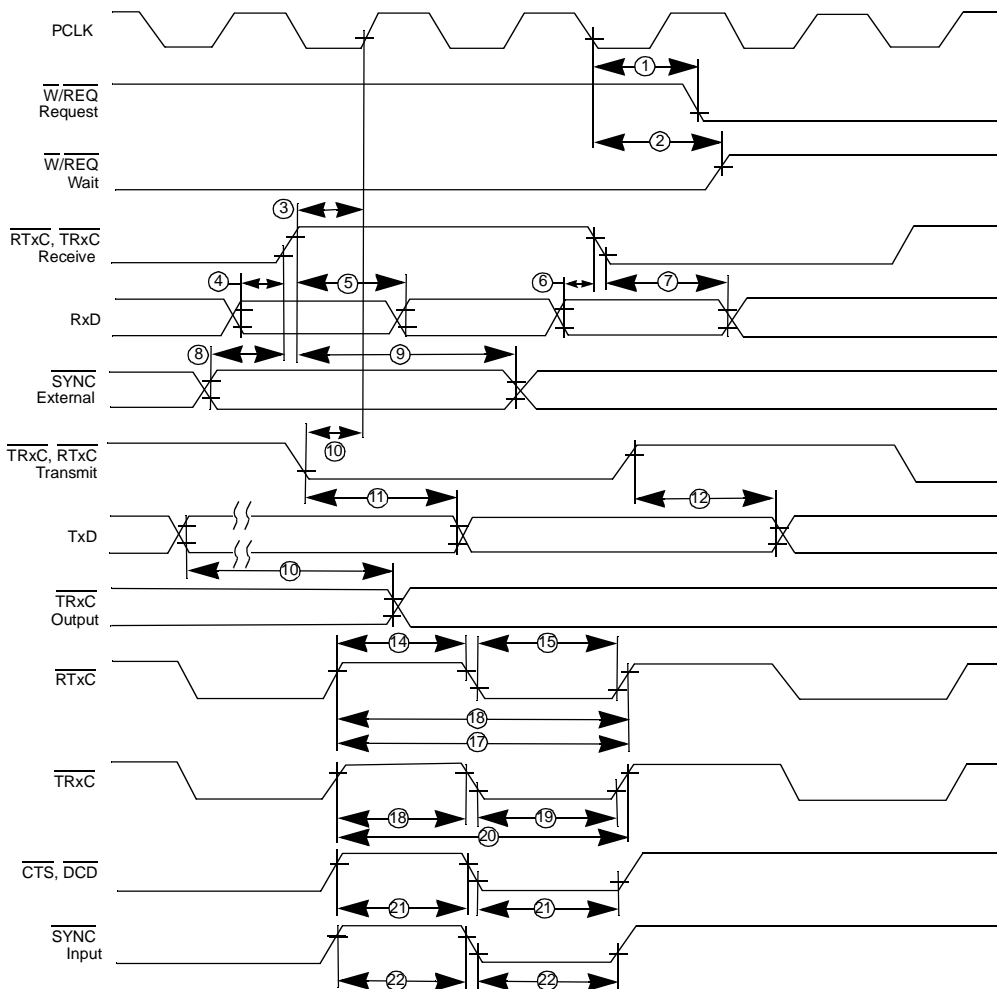 PCLK
1
W/REQ
Request
2
W/REQ
Wait
3
RTxC, TRxC
Receive
4
5
6
7
RxD
8
9
SYNC
External
10
TRxC, RTxC
Transmit
11
12
TxD
10
TRxC
Output
14
15
RTxC
18
17
TRxC
18
19
20
CTS, DCD
21
21
SYNC
Input
22
22